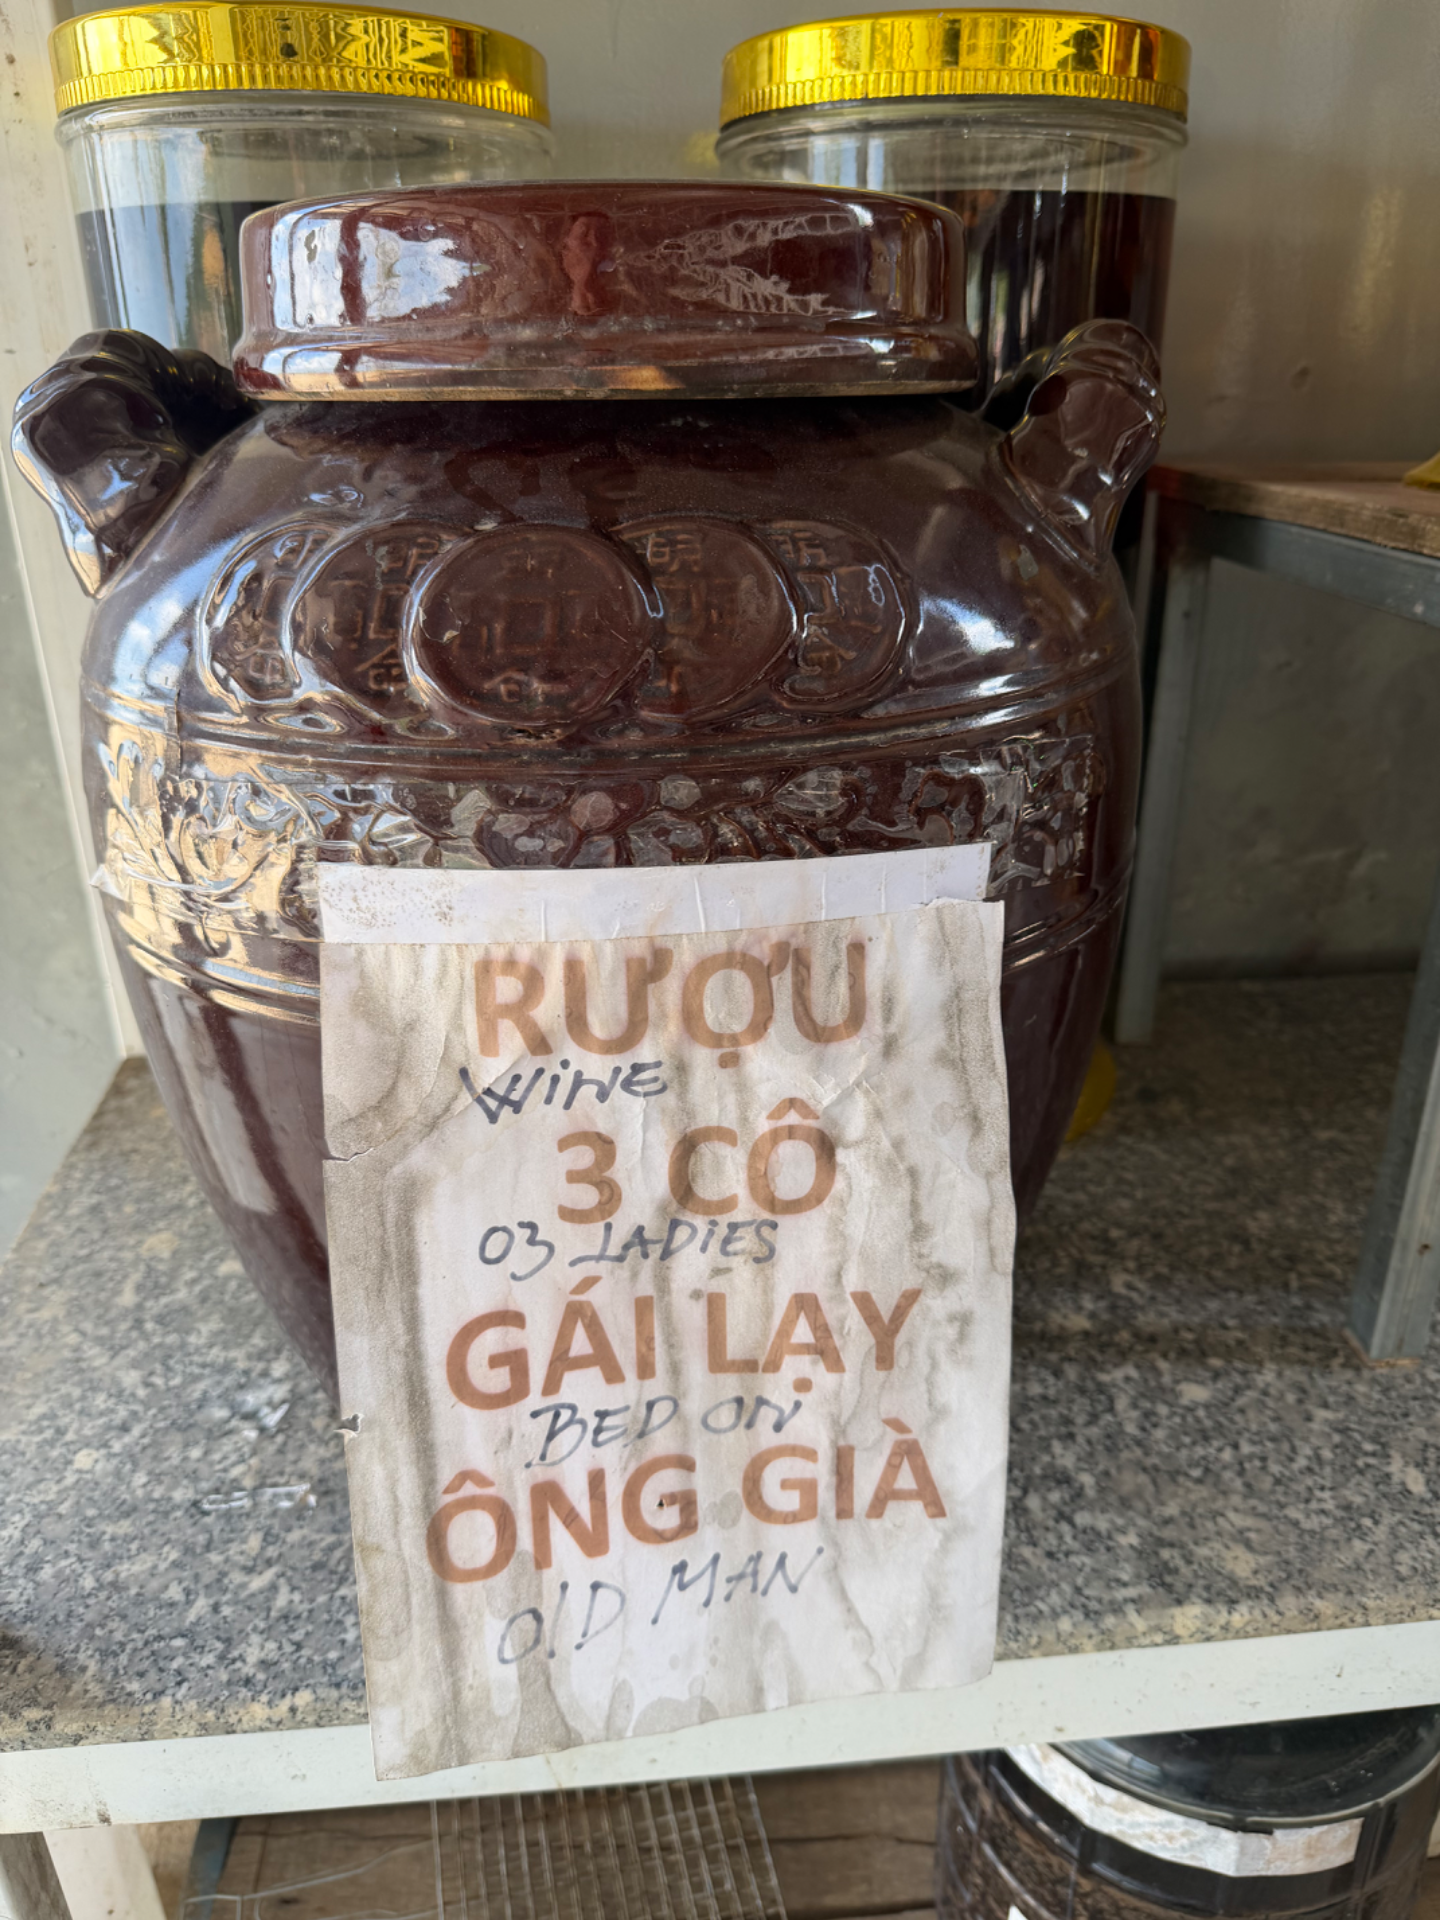 RƯỢU
WINE
3 CÔ
03 LADIES
GÁI LẠY
BED ON
ÔNG GIÀ
OlD MAN